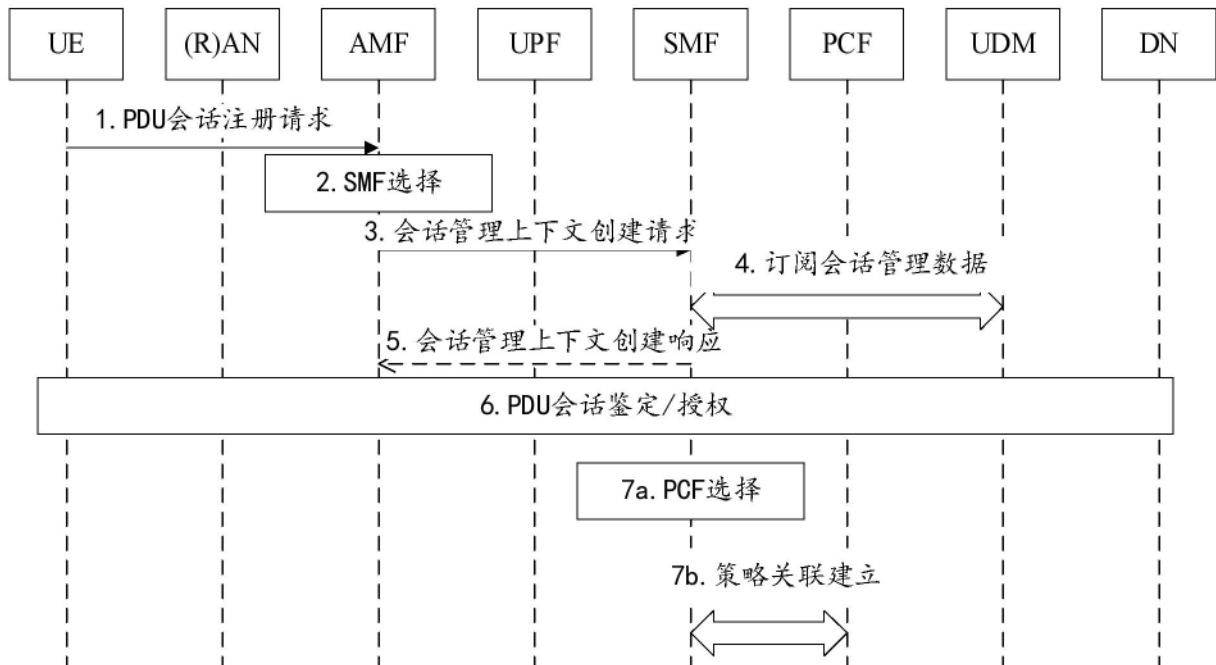 UE
(R)AN
AMF
UPF
SMF
PCF
UDM
DN
1.PDU会话注册请求
2.SMF选择
3.会话管理上下文创建请求
4.订阅会话管理数据
5.会话管理上下文创建响应
6.PDU会话鉴定/授权
7a.PCF选择
7b.策略关联建立